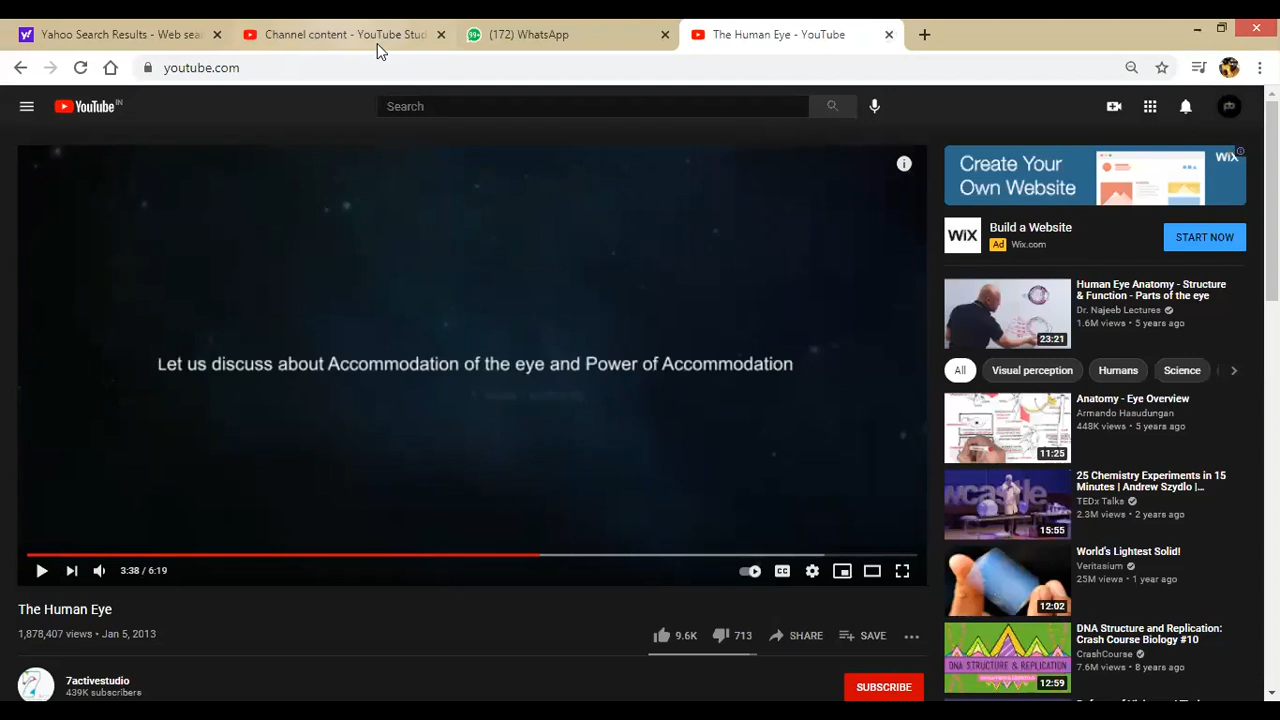 Yahoo Search Results - Web sea
Channel content - YouTube Stud
99+
(172) WhatsApp
The Human Eye - YouTube
youtube.com
YouTube IN
Search
Let us discuss about Accommodation of the eye and Power of Accommodation
3:38 / 6:19
CC
The Human Eye
1,878,407 views • Jan 5, 2013
9.6K
713
SHARE
SAVE
7activestudio
439K subscribers
SUBSCRIBE
Create Your
Own Website
WiX
WiX
Build a Website
Ad Wix.com
START NOW
Human Eye Anatomy - Structure
& Function - Parts of the eye
Dr. Najeeb Lectures
1.6M views • 5 years ago
23:21
All
Visual perception
Humans
Science
Anatomy - Eye Overview
Armando Hasudungan
448K views • 5 years ago
11:25
25 Chemistry Experiments in 15
Minutes | Andrew Szydlo |...
TEDx Talks
2.3M views • 2 years ago
wcastle
15:55
World's Lightest Solid!
Veritasium
25M views • 1 year ago
12:02
DNA Structure and Replication:
Crash Course Biology #10
CrashCourse
7.6M views • 8 years ago
DNA STRUCTURE & REPLICATION
12:59